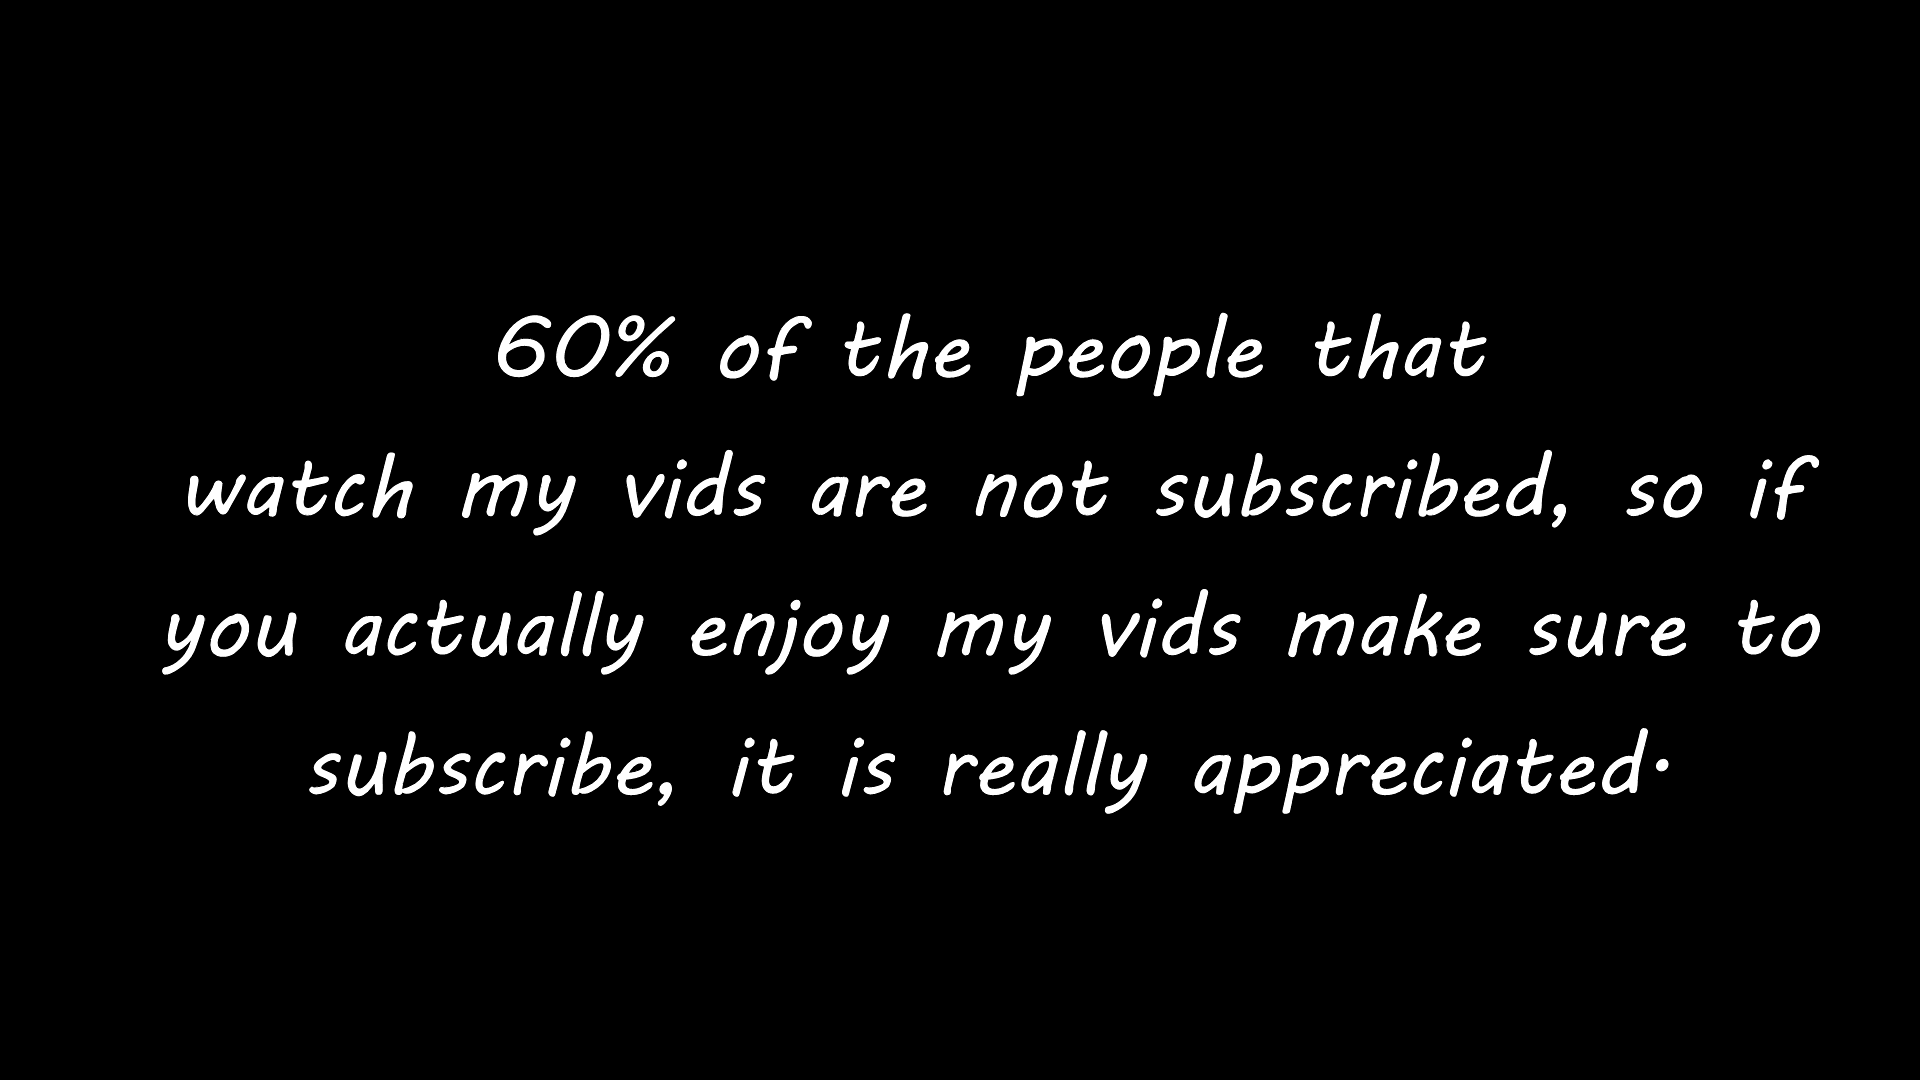 60% of the people that
watch my vids are not subscribed, so if
you actually enjoy my vids make sure to
subscribe, it is really appreciated.